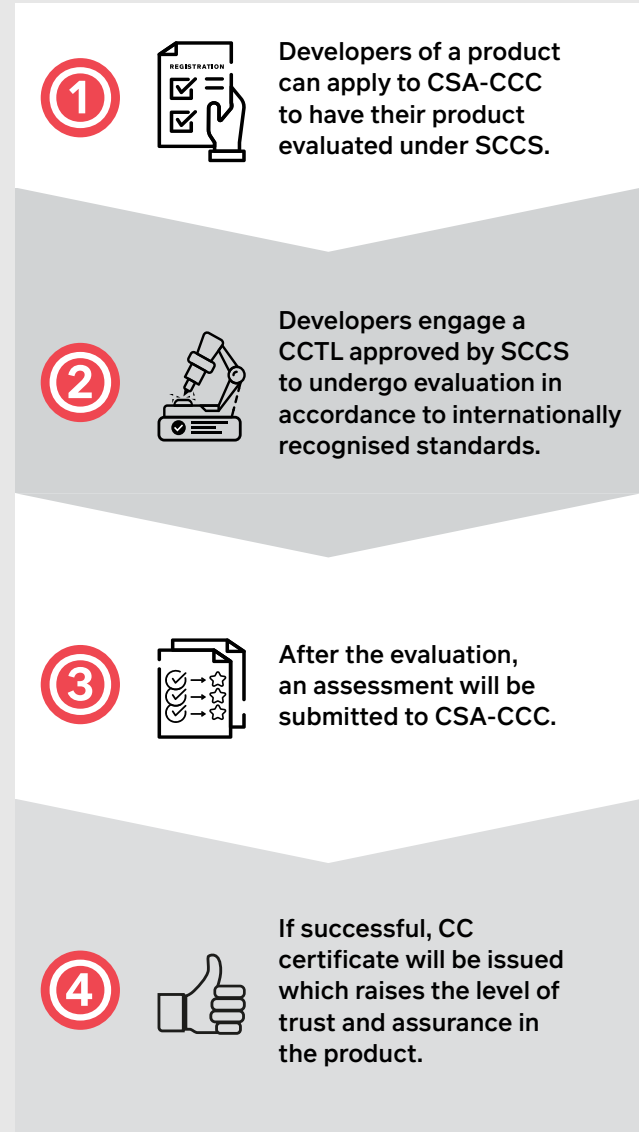 1
REGISTRATION
Developers of a product
can apply to CSA-CCC
to have their product
evaluated under SCCS.
2
Developers engage a
CCTL approved by SCCS
to undergo evaluation in
accordance to internationally
recognised standards.
3
After the evaluation,
an assessment will be
submitted to CSA-CCC.
4
If successful, CC
certificate will be issued
which raises the level of
trust and assurance in
the product.